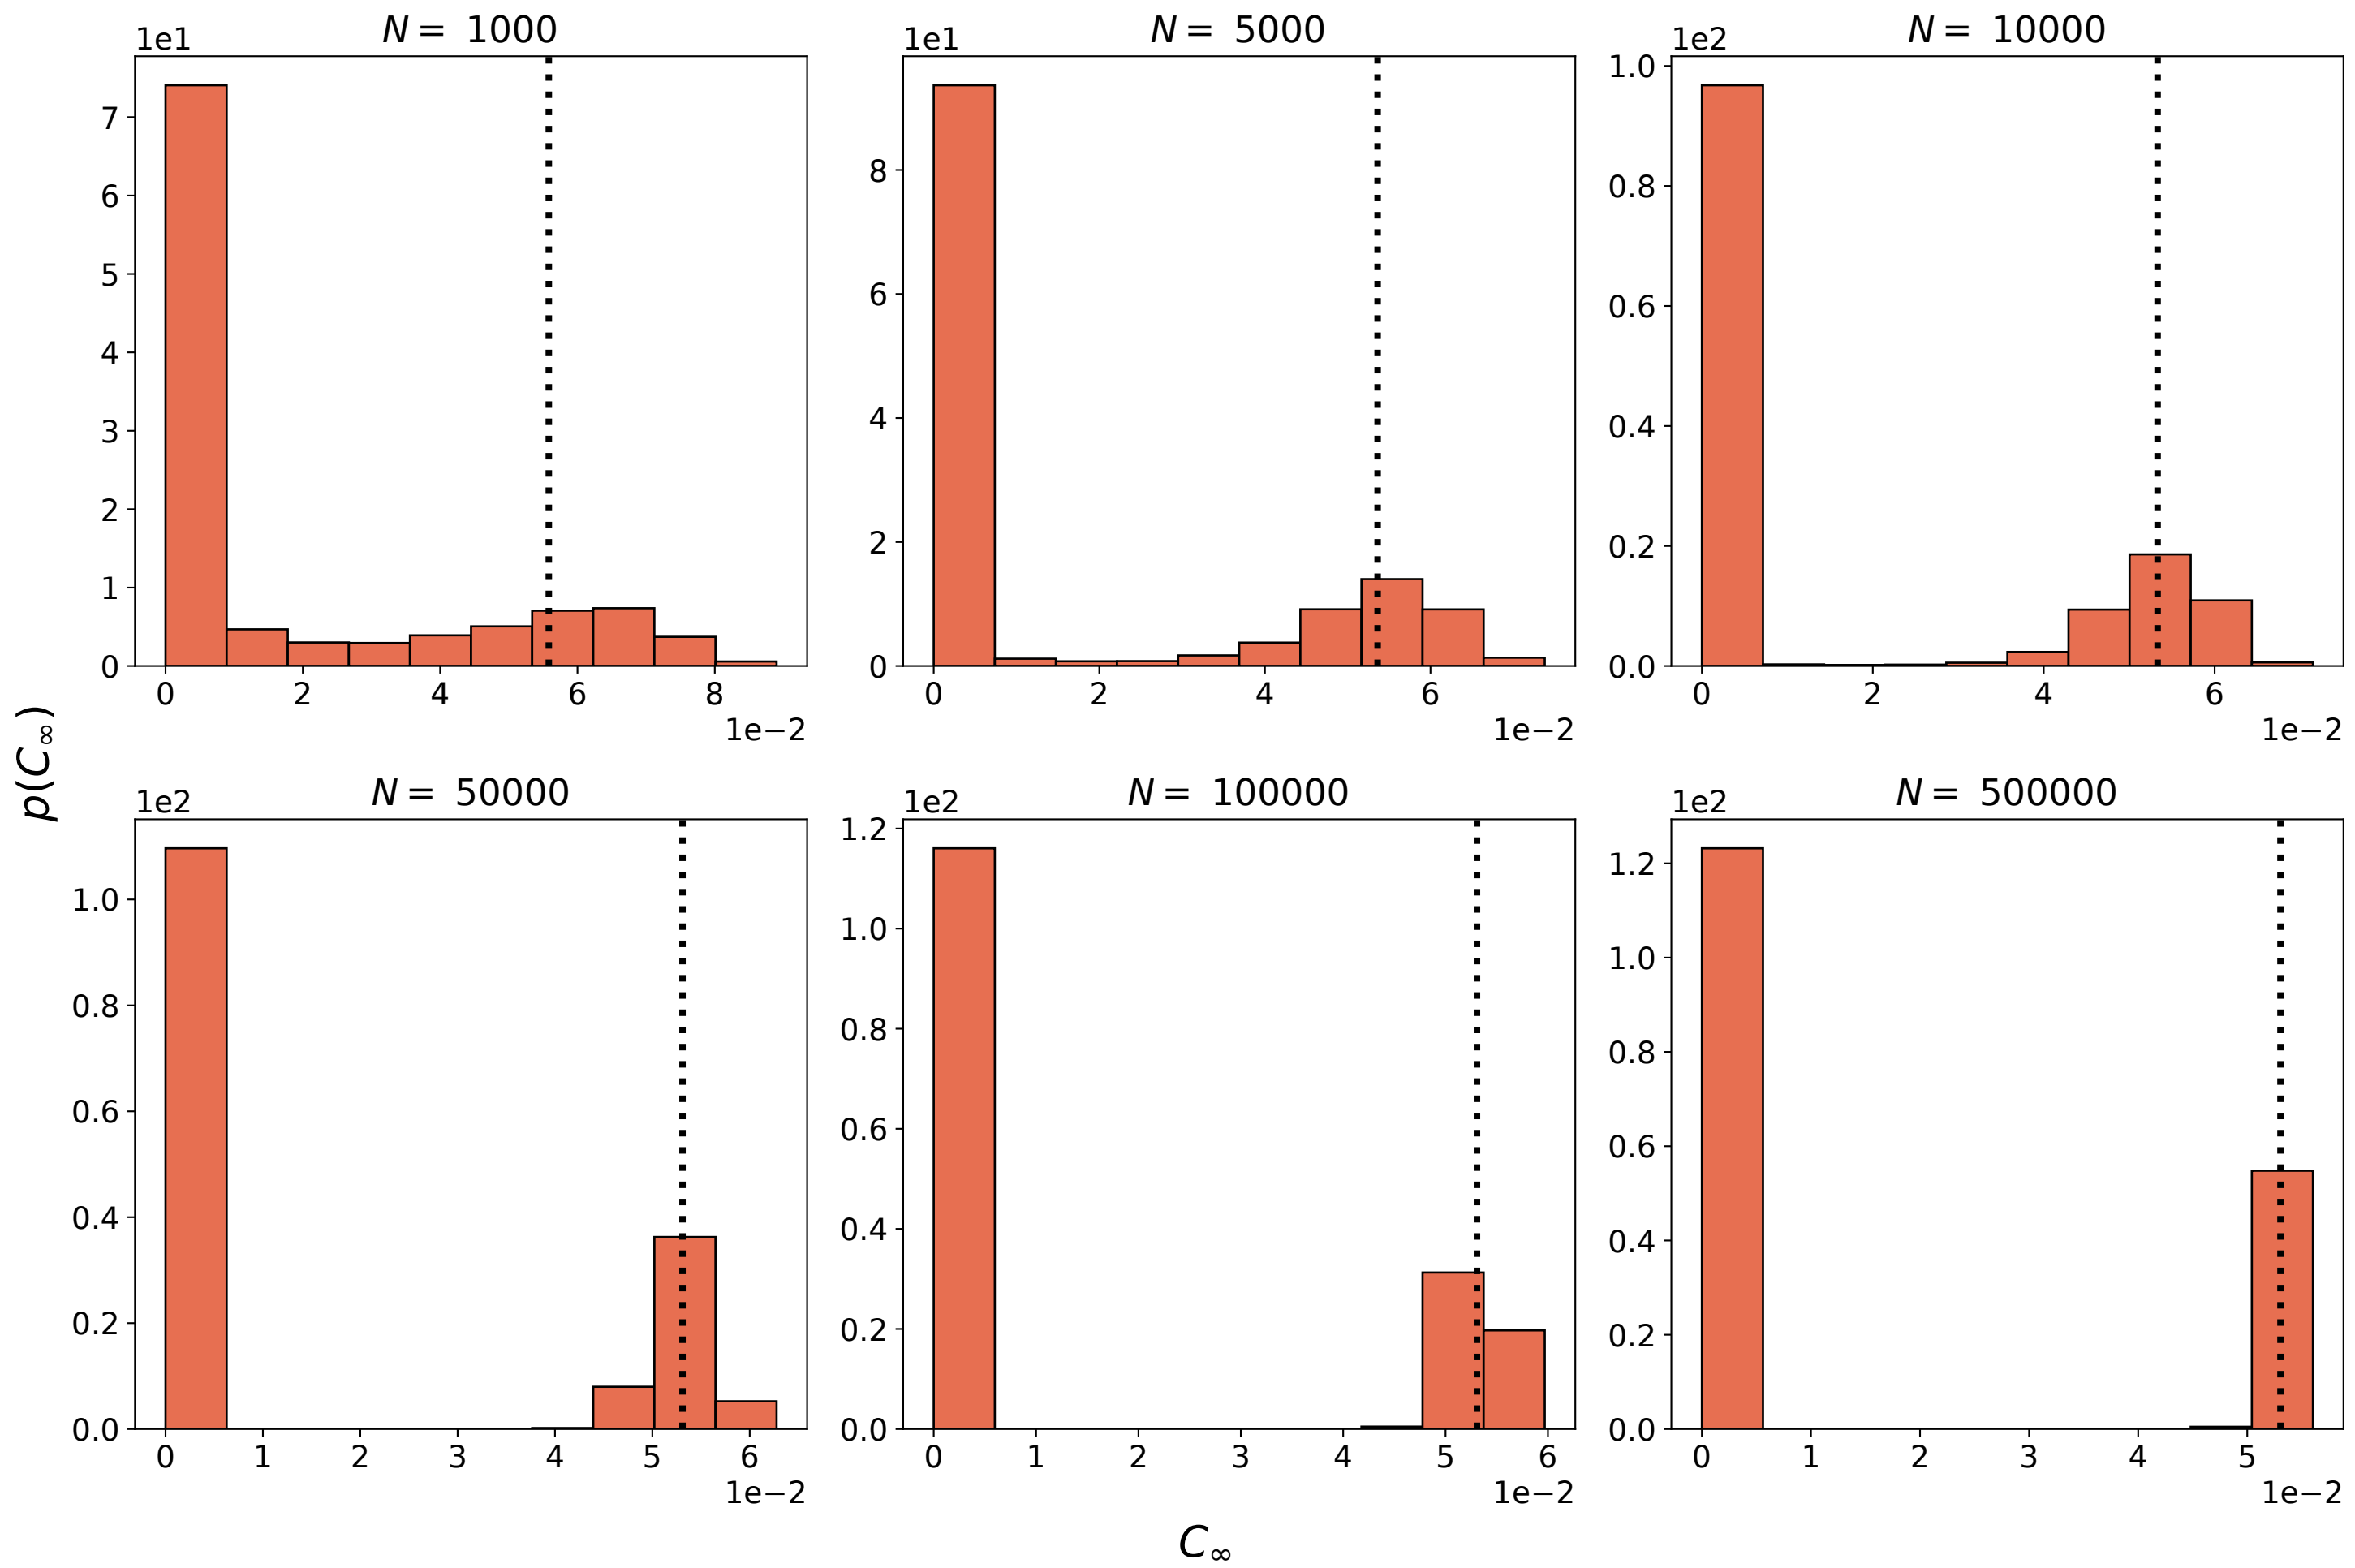 N = 1000
1e1
7
6
5
4
3
2
1
0
0 2 4 6 8
1e−2
N = 5000
1e1
8
6
4
2
0
0 2 4 6
1e−2
N = 10000
1e2
1.0
0.8
0.6
0.4
0.2
0.0
0 2 4 6
1e−2
p(C∞)
N = 50000
1e2
1.0
0.8
0.6
0.4
0.2
0.0
0 1 2 3 4 5 6
1e−2
N = 100000
1e2
1.2
1.0
0.8
0.6
0.4
0.2
0.0
0 1 2 3 4 5 6
1e−2
N = 500000
1e2
1.2
1.0
0.8
0.6
0.4
0.2
0.0
0 1 2 3 4 5
1e−2
C∞